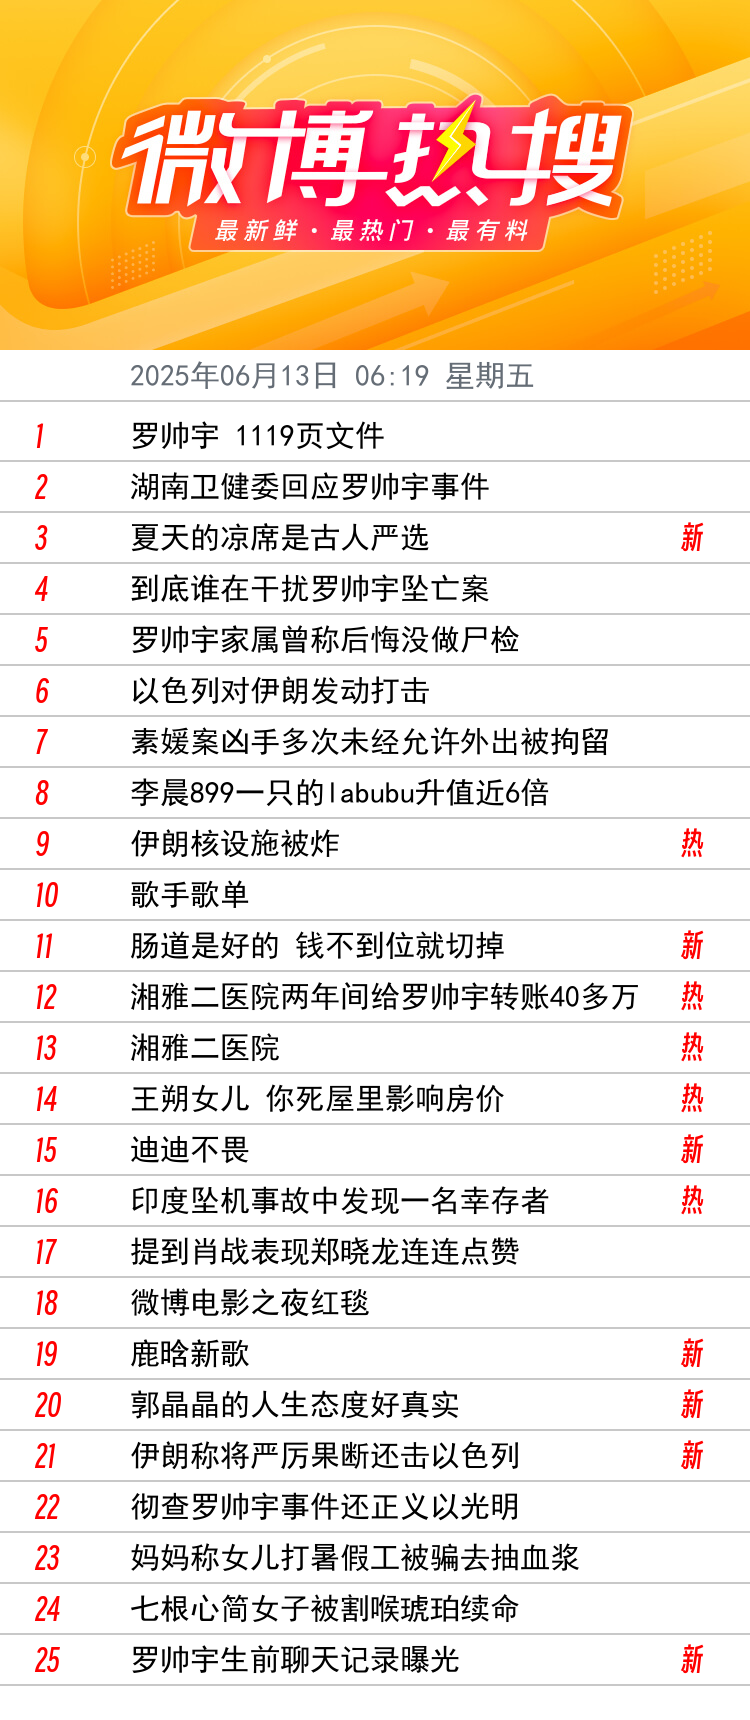 微博热搜
最新鲜·最热门·最有料
2025年06月13日 06:19 星期五
1 罗帅宇 1119页文件
2 湖南卫健委回应罗帅宇事件
3 夏天的凉席是古人严选 新
4 到底谁在干扰罗帅宇坠亡案
5 罗帅宇家属曾称后悔没做尸检
6 以色列对伊朗发动打击
7 素媛案凶手多次未经允许外出被拘留
8 李晨899一只的labubu升值近6倍
9 伊朗核设施被炸 热
10 歌手歌单
11 肠道是好的 钱不到位就切掉 新
12 湘雅二医院两年间给罗帅宇转账40多万 热
13 湘雅二医院 热
14 王朔女儿 你死屋里影响房价 热
15 迪迪不畏 新
16 印度坠机事故中发现一名幸存者 热
17 提到肖战表现郑晓龙连连点赞
18 微博电影之夜红毯
19 鹿晗新歌 新
20 郭晶晶的人生态度好真实 新
21 伊朗称将严厉果断还击以色列 新
22 彻查罗帅宇事件还正义以光明
23 妈妈称女儿打暑假工被骗去抽血浆
24 七根心简女子被割喉琥珀续命
25 罗帅宇生前聊天记录曝光 新